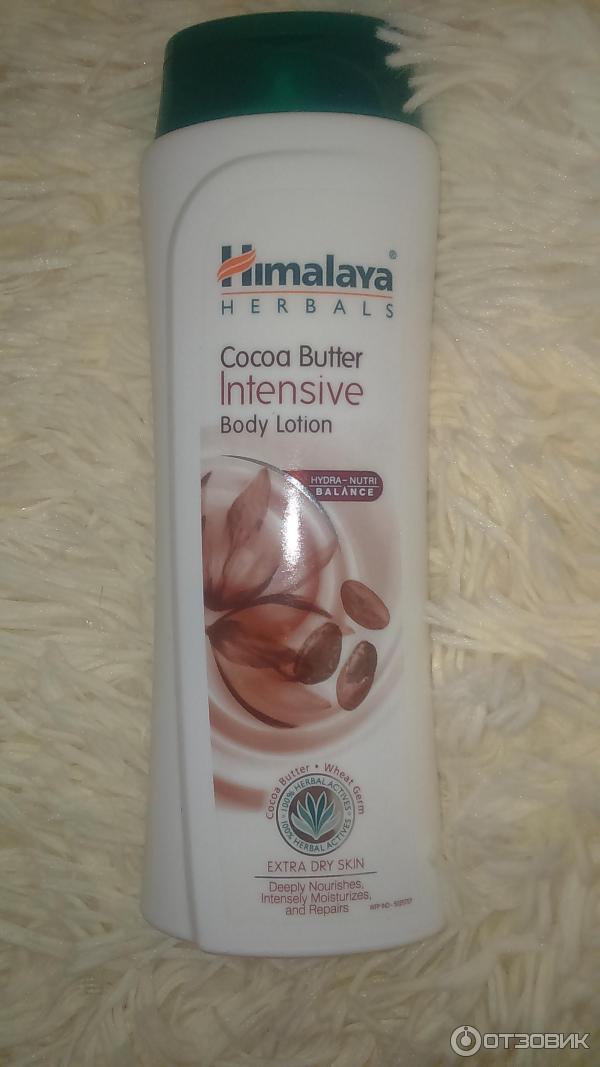 Himalaya®
HERBALS
Cocoa Butter
Intensive
Body Lotion
HYDRA-NUTRI
BALANCE
Cocoa Butter • Wheat Germ
100% HERBAL ACTIVES
100% HERBAL ACTIVES
EXTRA DRY SKIN
Deeply Nourishes,
Intensely Moisturizes,
and Repairs
ОТЗОВИК